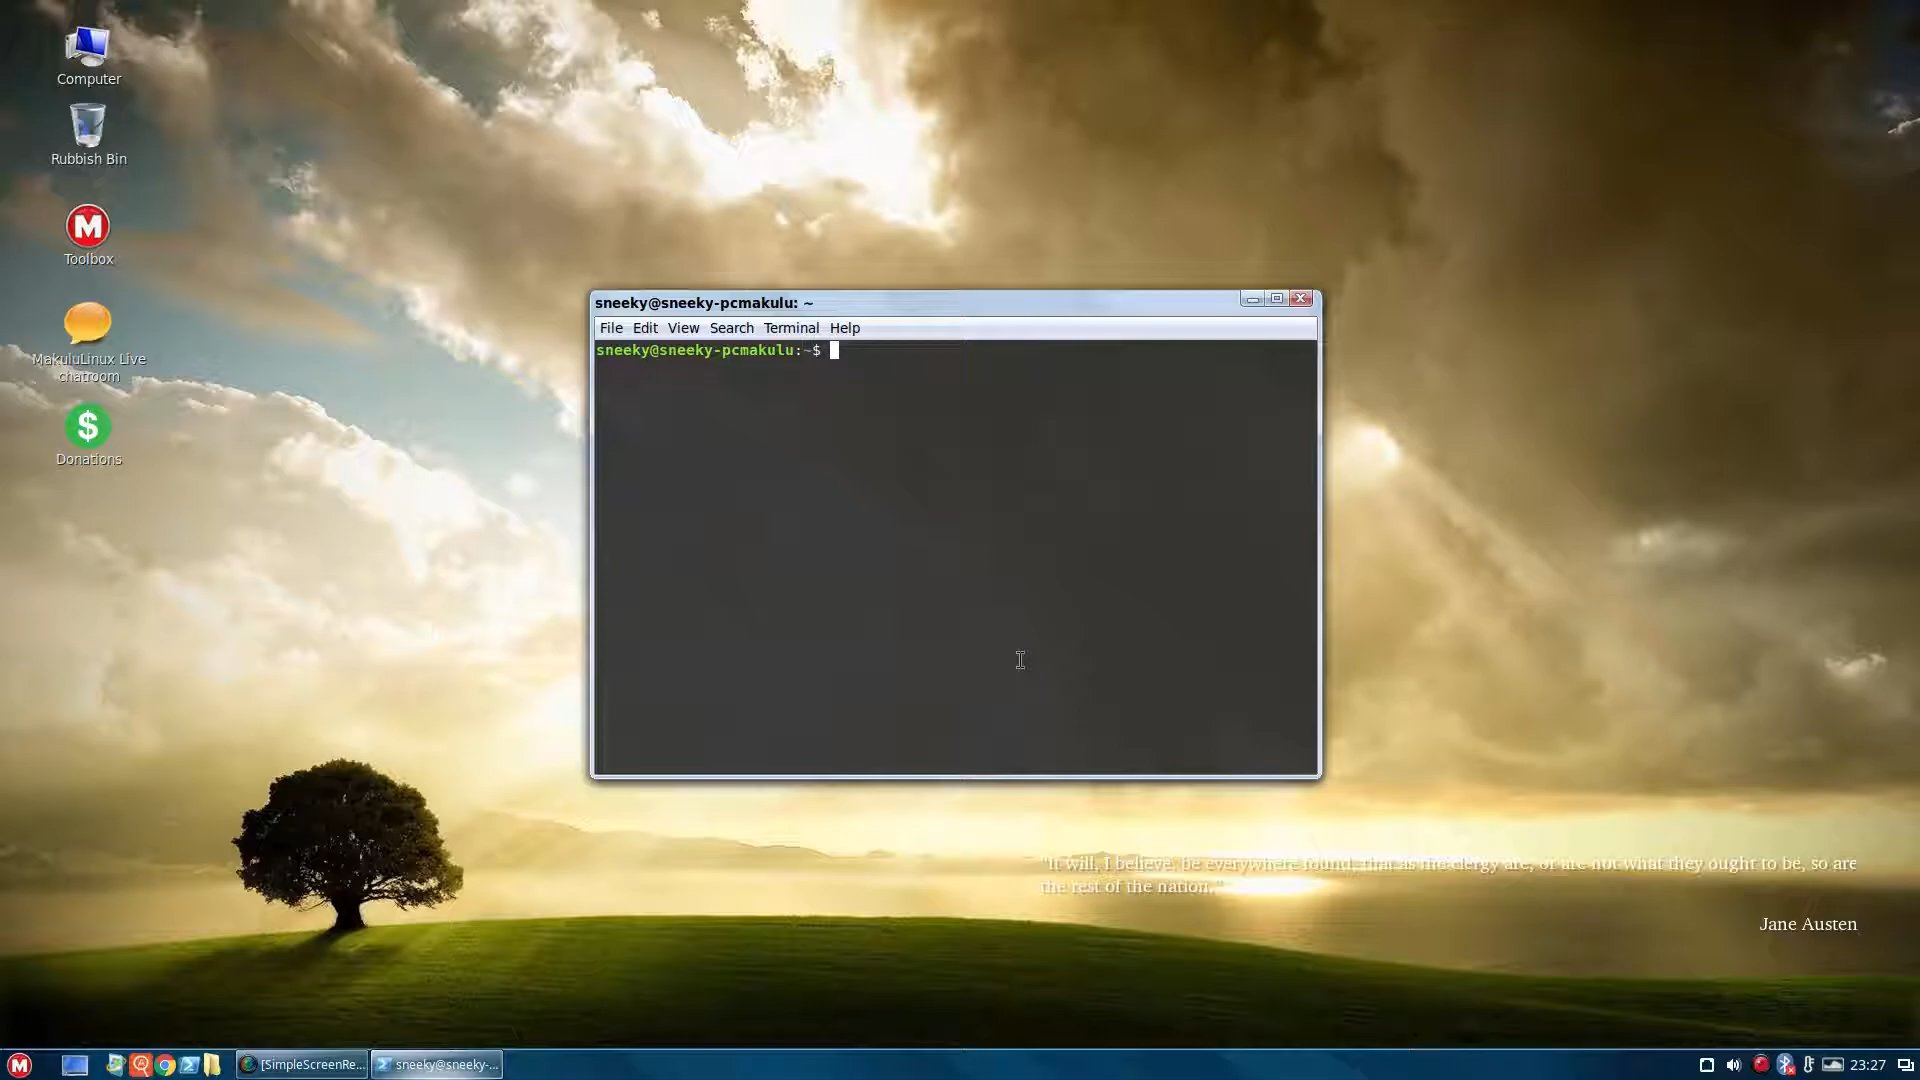 Computer
Rubbish Bin
Toolbox
MakuluLinux Live
chatroom
Donations
sneeky@sneeky-pcmakulu: ~
File Edit View Search Terminal Help
sneeky@sneeky-pcmakulu:~$
"It will, I believe, be everywhere found, that as the clergy are, or are not what they ought to be, so are
the rest of the nation."
Jane Austen
[SimpleScreenRe...
sneeky@sneeky-...
23:27